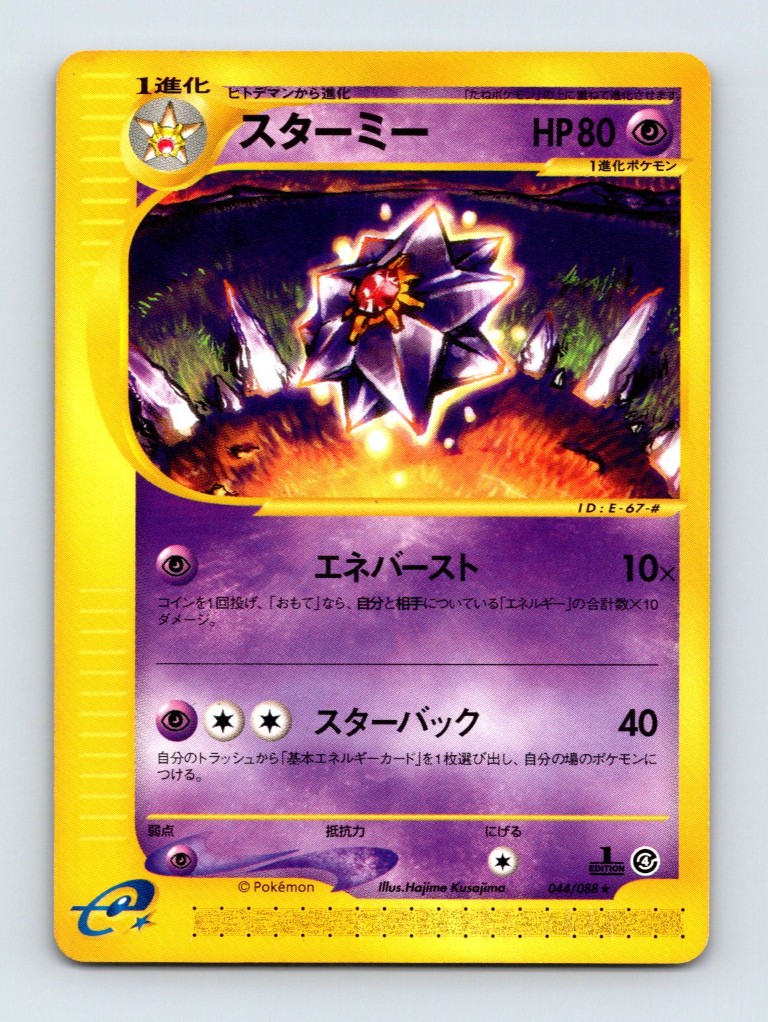 1進化 ヒトデマンから進化 「たねポケモン」の上に重ねて進化させます
スターミー HP80
1進化ポケモン
ID:E-67-#
エネバースト 10×
コインを1回投げ、「おもて」なら、自分と相手についている「エネルギー」の合計数×10
ダメージ。
スターバック 40
自分のトラッシュから「基本エネルギーカード」を1枚選び出し、自分の場のポケモンに
つける。
弱点 抵抗力 にげる
1 EDITION 4
© Pokémon Illus.Hajime Kusajima 044/088 ★
e